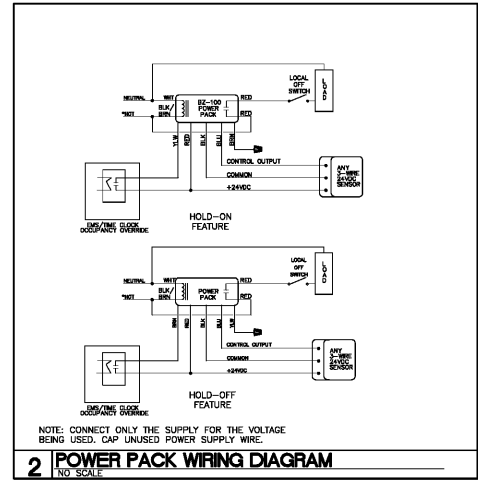 LOCAL
OFF
SWITCH
LOAD
NEUTRAL
WHT
BLK/
BRN
*HOT
BZ-100
POWER
PACK
RED
RED
YLW
RED
BLK
BLU
BRN
CONTROL OUTPUT
COMMON
+24VDC
ANY
3-WIRE
24VDC
SENSOR
EMS/TIME CLOCK
OCCUPANCY OVERRIDE
HOLD-ON
FEATURE
LOCAL
OFF
SWITCH
LOAD
NEUTRAL
WHT
BLK/
BRN
*HOT
POWER
PACK
RED
RED
BRN
RED
BLK
BLU
YLW
CONTROL OUTPUT
COMMON
+24VDC
ANY
3-WIRE
24VDC
SENSOR
EMS/TIME CLOCK
OCCUPANCY OVERRIDE
HOLD-OFF
FEATURE
NOTE: CONNECT ONLY THE SUPPLY FOR THE VOLTAGE
BEING USED. CAP UNUSED POWER SUPPLY WIRE.
2 POWER PACK WIRING DIAGRAM
NO SCALE